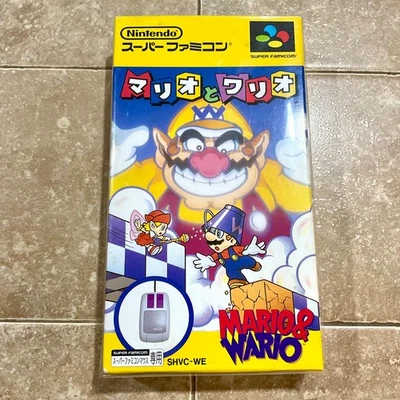 Nintendo
スーパーファミコン®
SUPER FAMICOM
マリオとワリオ
W
MARIO &
WARIO
SUPER FAMICOM
スーパーファミコンマウス専用
SHVC-WE